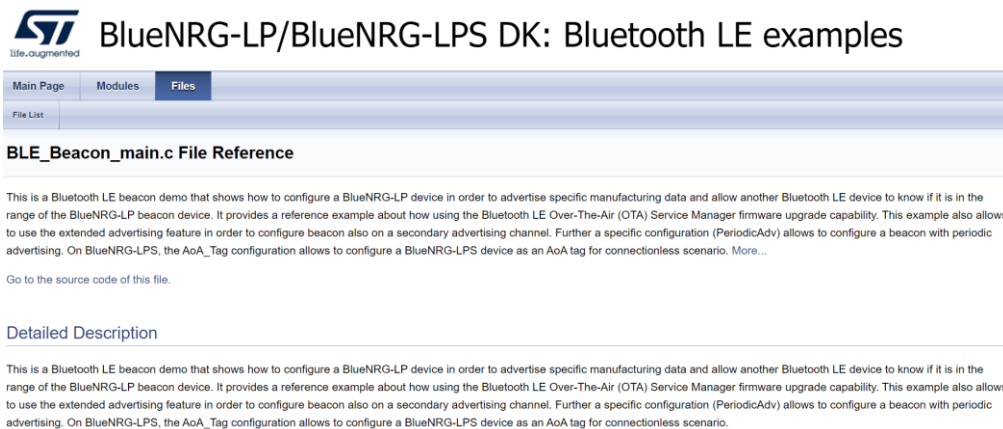 life.augmented
BlueNRG-LP/BlueNRG-LPS DK: Bluetooth LE examples
Main Page Modules Files
File List
BLE_Beacon_main.c File Reference
This is a Bluetooth LE beacon demo that shows how to configure a BlueNRG-LP device in order to advertise specific manufacturing data and allow another Bluetooth LE device to know if it is in the
range of the BlueNRG-LP beacon device. It provides a reference example about how using the Bluetooth LE Over-The-Air (OTA) Service Manager firmware upgrade capability. This example also allows
to use the extended advertising feature in order to configure beacon also on a secondary advertising channel. Further a specific configuration (PeriodicAdv) allows to configure a beacon with periodic
advertising. On BlueNRG-LPS, the AoA_Tag configuration allows to configure a BlueNRG-LPS device as an AoA tag for connectionless scenario. More...
Go to the source code of this file.
Detailed Description
This is a Bluetooth LE beacon demo that shows how to configure a BlueNRG-LP device in order to advertise specific manufacturing data and allow another Bluetooth LE device to know if it is in the
range of the BlueNRG-LP beacon device. It provides a reference example about how using the Bluetooth LE Over-The-Air (OTA) Service Manager firmware upgrade capability. This example also allows
to use the extended advertising feature in order to configure beacon also on a secondary advertising channel. Further a specific configuration (PeriodicAdv) allows to configure a beacon with periodic
advertising. On BlueNRG-LPS, the AoA_Tag configuration allows to configure a BlueNRG-LPS device as an AoA tag for connectionless scenario.